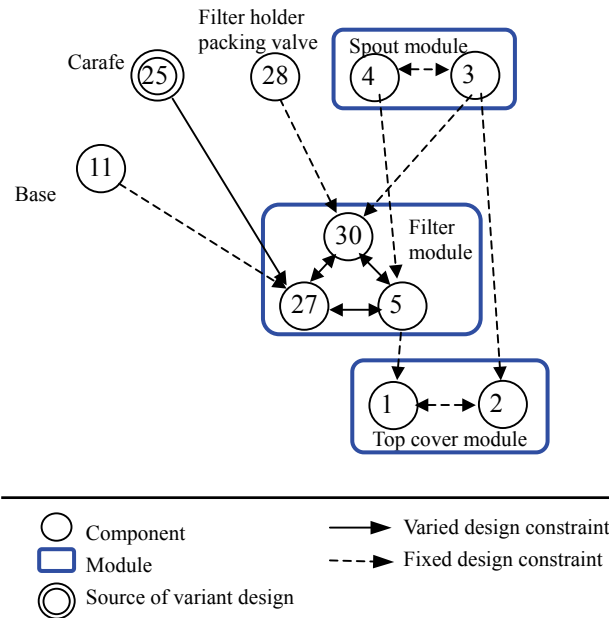 Filter holder
packing valve
Spout module
Carafe
25
28
4
3
11
Base
30
Filter
module
27
5
1
2
Top cover module
Component
Module
Source of variant design
Varied design constraint
Fixed design constraint